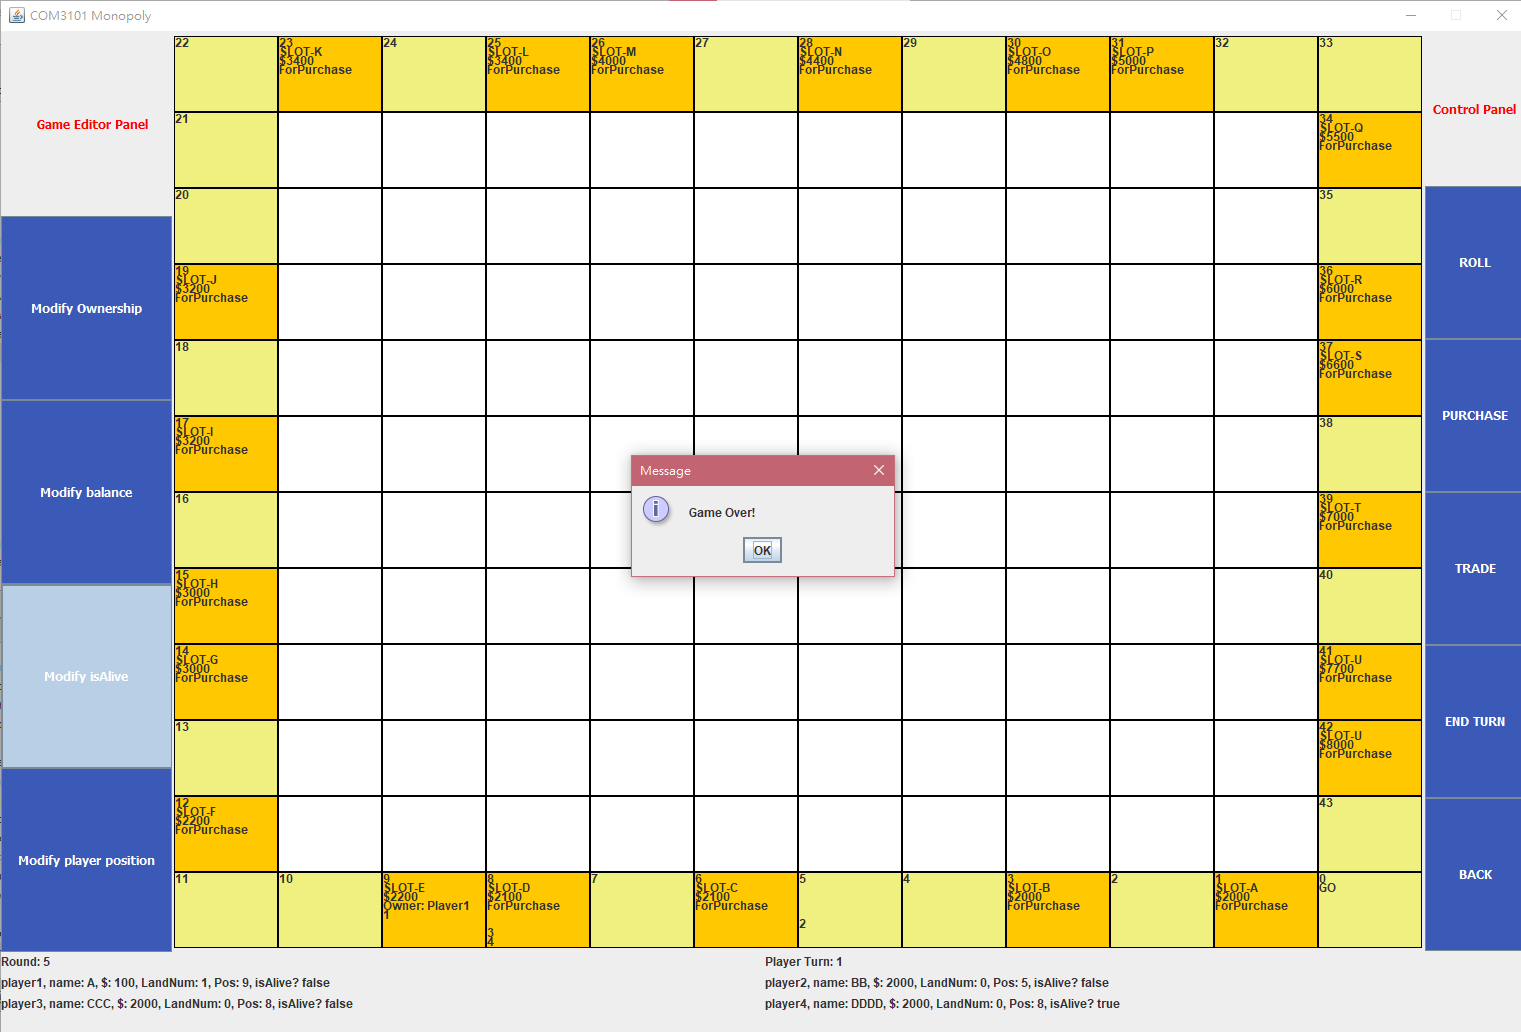 COM3101 Monopoly
Game Editor Panel
Modify Ownership
Modify balance
Modify isAlive
Modify player position
22
23
SLOT-K
$3400
ForPurchase
24
25
SLOT-L
$3400
ForPurchase
26
SLOT-M
$4000
ForPurchase
27
28
SLOT-N
$4400
ForPurchase
29
30
SLOT-O
$4800
ForPurchase
31
SLOT-P
$5000
ForPurchase
32
33
21
34
SLOT-Q
$5500
ForPurchase
20
35
19
SLOT-J
$3200
ForPurchase
36
SLOT-R
$6000
ForPurchase
18
37
SLOT-S
$6600
ForPurchase
17
SLOT-I
$3200
ForPurchase
38
16
39
SLOT-T
$7000
ForPurchase
15
SLOT-H
$3000
ForPurchase
40
14
SLOT-G
$3000
ForPurchase
41
SLOT-U
$7700
ForPurchase
13
42
SLOT-U
$8000
ForPurchase
12
SLOT-F
$2200
ForPurchase
43
11
10
9
SLOT-E
$2200
Owner: Player1
1
8
SLOT-D
$2100
ForPurchase
3
4
7
6
SLOT-C
$2100
ForPurchase
5
2
4
3
SLOT-B
$2000
ForPurchase
2
1
SLOT-A
$2000
ForPurchase
0
GO
Message
Game Over!
OK
Control Panel
ROLL
PURCHASE
TRADE
END TURN
BACK
Round: 5
Player Turn: 1
player1, name: A, $: 100, LandNum: 1, Pos: 9, isAlive? false
player2, name: BB, $: 2000, LandNum: 0, Pos: 5, isAlive? false
player3, name: CCC, $: 2000, LandNum: 0, Pos: 8, isAlive? false
player4, name: DDDD, $: 2000, LandNum: 0, Pos: 8, isAlive? true